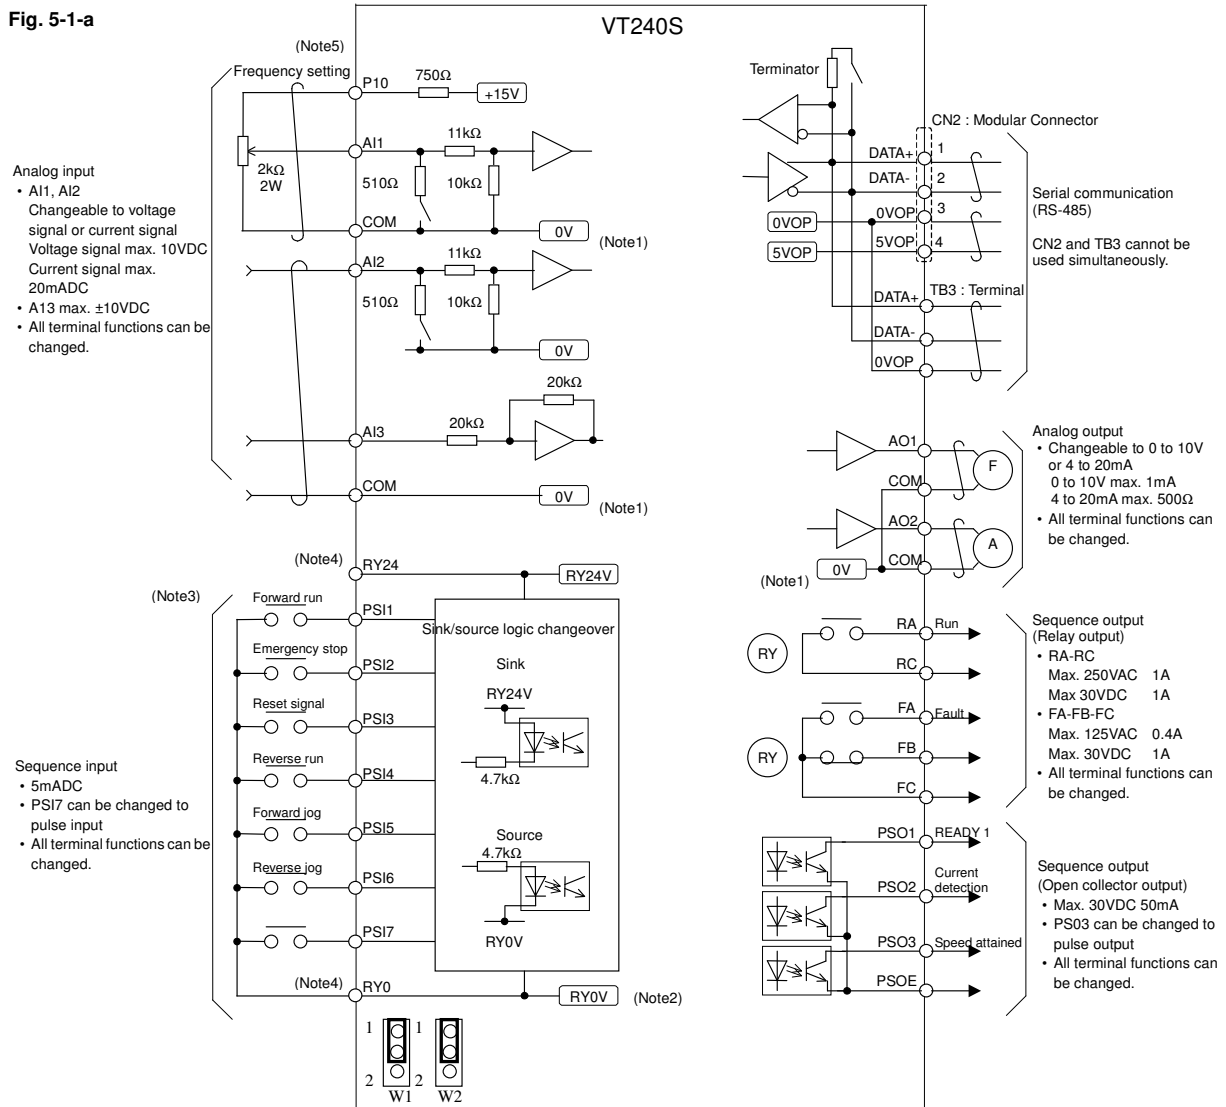 Fig. 5-1-a
VT240S
(Note5)
Frequency setting
P10
750Ω
+15V
AI1
11kΩ
2kΩ
2W
510Ω
10kΩ
COM
0V
(Note1)
Analog input
• AI1, AI2
Changeable to voltage
signal or current signal
Voltage signal max. 10VDC
Current signal max.
20mADC
• A13 max. ±10VDC
• All terminal functions can be
changed.
AI2
11kΩ
510Ω
10kΩ
0V
20kΩ
AI3
20kΩ
COM
0V
(Note1)
Terminator
CN2 : Modular Connector
DATA+
1
DATA-
2
0VOP
0VOP
3
5VOP
5VOP
4
Serial communication
(RS-485)
CN2 and TB3 cannot be
used simultaneously.
DATA+
TB3 : Terminal
DATA-
0VOP
AO1
F
COM
AO2
A
COM
(Note1)
0V
Analog output
• Changeable to 0 to 10V
or 4 to 20mA
0 to 10V max. 1mA
4 to 20mA max. 500Ω
• All terminal functions can
be changed.
(Note4)
RY24
RY24V
(Note3)
Forward run
PSI1
Sink/source logic changeover
Emergency stop
PSI2
Sink
RY24V
Reset signal
PSI3
4.7kΩ
Reverse run
PSI4
Forward jog
PSI5
Source
4.7kΩ
Reverse jog
PSI6
PSI7
RY0V
(Note4)
RY0
RY0V
(Note2)
Sequence input
• 5mADC
• PSI7 can be changed to
pulse input
• All terminal functions can be
changed.
RY
RA
Run
RC
RY
FA
Fault
FB
FC
Sequence output
(Relay output)
• RA-RC
Max. 250VAC 1A
Max 30VDC 1A
• FA-FB-FC
Max. 125VAC 0.4A
Max. 30VDC 1A
• All terminal functions can
be changed.
PSO1
READY 1
PSO2
Current
detection
PSO3
Speed attained
PSOE
Sequence output
(Open collector output)
• Max. 30VDC 50mA
• PS03 can be changed to
pulse output
• All terminal functions can
be changed.
1
1
2
2
W1
W2